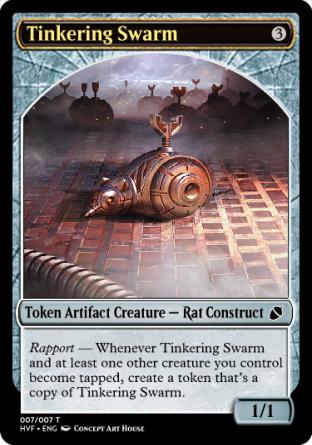 Tinkering Swarm 3
Token Artifact Creature — Rat Construct
Rapport — Whenever Tinkering Swarm
and at least one other creature you control
become tapped, create a token that's a
copy of Tinkering Swarm.
1/1
007/007 T
HVF • ENG Concept Art House